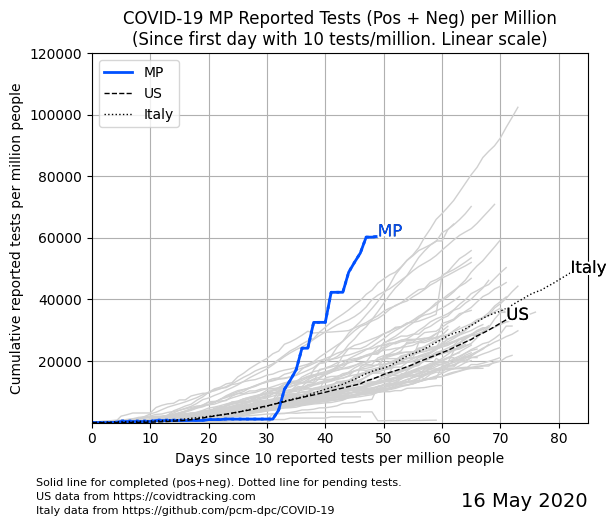 COVID-19 MP Reported Tests (Pos + Neg) per Million
(Since first day with 10 tests/million. Linear scale)
Cumulative reported tests per million people
120000
100000
80000
60000
40000
20000
MP
US
Italy
MP
Italy
US
0 10 20 30 40 50 60 70 80
Days since 10 reported tests per million people
Solid line for completed (pos+neg). Dotted line for pending tests.
US data from https://covidtracking.com
Italy data from https://github.com/pcm-dpc/COVID-19
16 May 2020